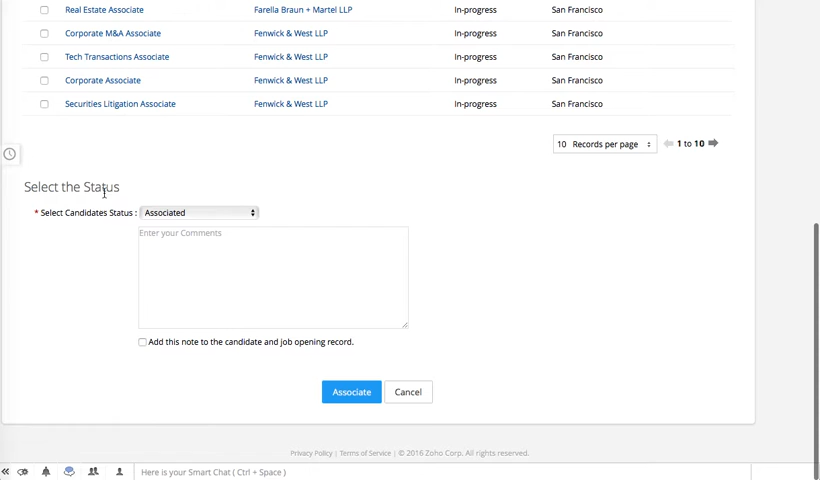 Real Estate Associate Farella Braun + Martel LLP In-progress San Francisco
Corporate M&A Associate Fenwick & West LLP In-progress San Francisco
Tech Transactions Associate Fenwick & West LLP In-progress San Francisco
Corporate Associate Fenwick & West LLP In-progress San Francisco
Securities Litigation Associate Fenwick & West LLP In-progress San Francisco
10 Records per page 1 to 10
Select the Status
* Select Candidates Status : Associated
Enter your Comments
Add this note to the candidate and job opening record.
Associate Cancel
Privacy Policy | Terms of Service | © 2016 Zoho Corp. All rights reserved.
Here is your Smart Chat ( Ctrl + Space )